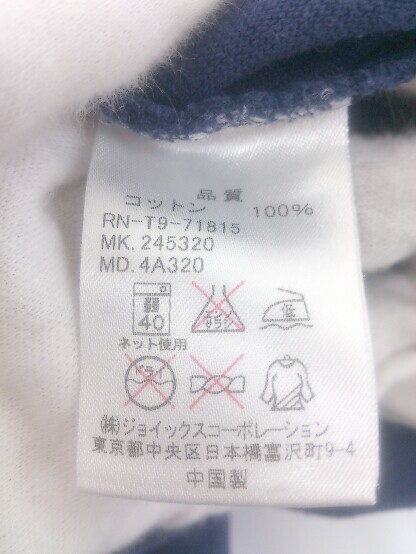 品質
コットン 100%
RN-T9-71815
MK. 245320
MD. 4A320
弱
40
エンソ
サラシ
低
ネット使用
ドライ
(株)ジョイックスコーポレーション
東京都中央区日本橋富沢町9-4
中国製